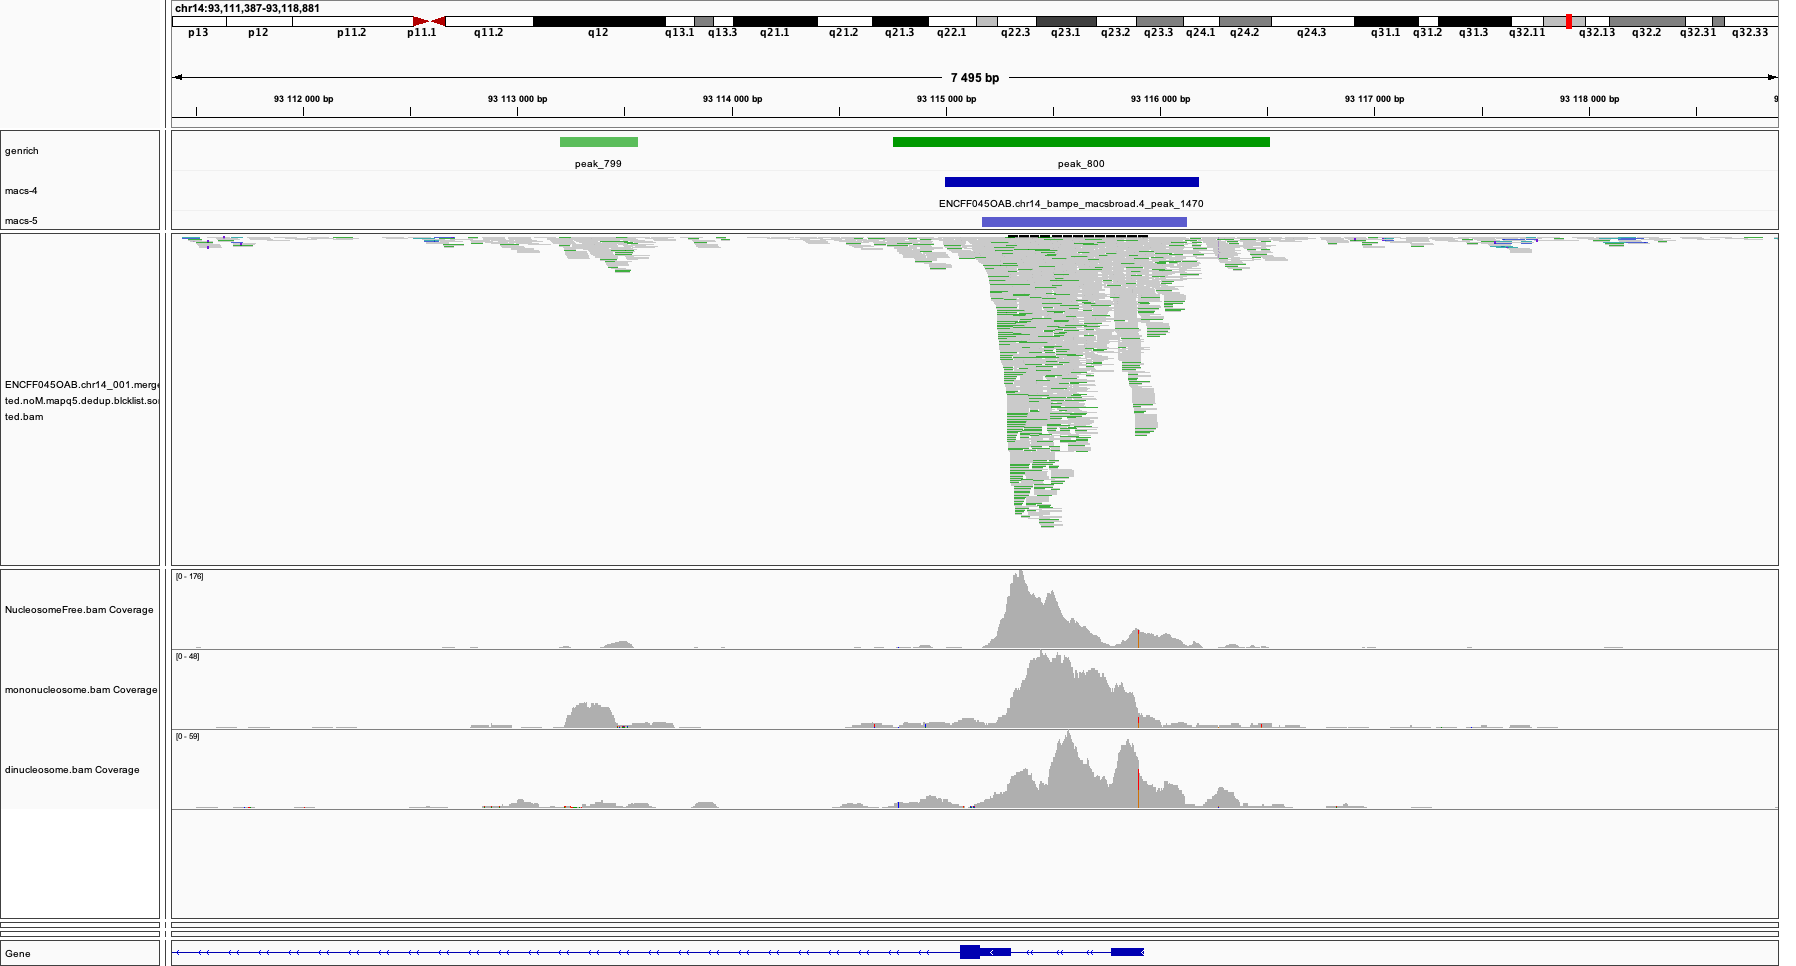 chr14:93,111,387-93,118,881
p13 p12 p11.2 p11.1 q11.2 q12 q13.1 q13.3 q21.1 q21.2 q21.3 q22.1 q22.3 q23.1 q23.2 q23.3 q24.1 q24.2 q24.3 q31.1 q31.2 q31.3 q32.11 q32.13 q32.2 q32.31 q32.33
7 495 bp
93 112 000 bp 93 113 000 bp 93 114 000 bp 93 115 000 bp 93 116 000 bp 93 117 000 bp 93 118 000 bp 9
genrich
peak_799 peak_800
macs-4
ENCFF045OAB.chr14_bampe_macsbroad.4_peak_1470
macs-5
ENCFF045OAB.chr14_001.merge
ted.noM.mapq5.dedup.blcklist.so
ted.bam
[0 - 176]
NucleosomeFree.bam Coverage
[0 - 48]
mononucleosome.bam Coverage
[0 - 59]
dinucleosome.bam Coverage
Gene